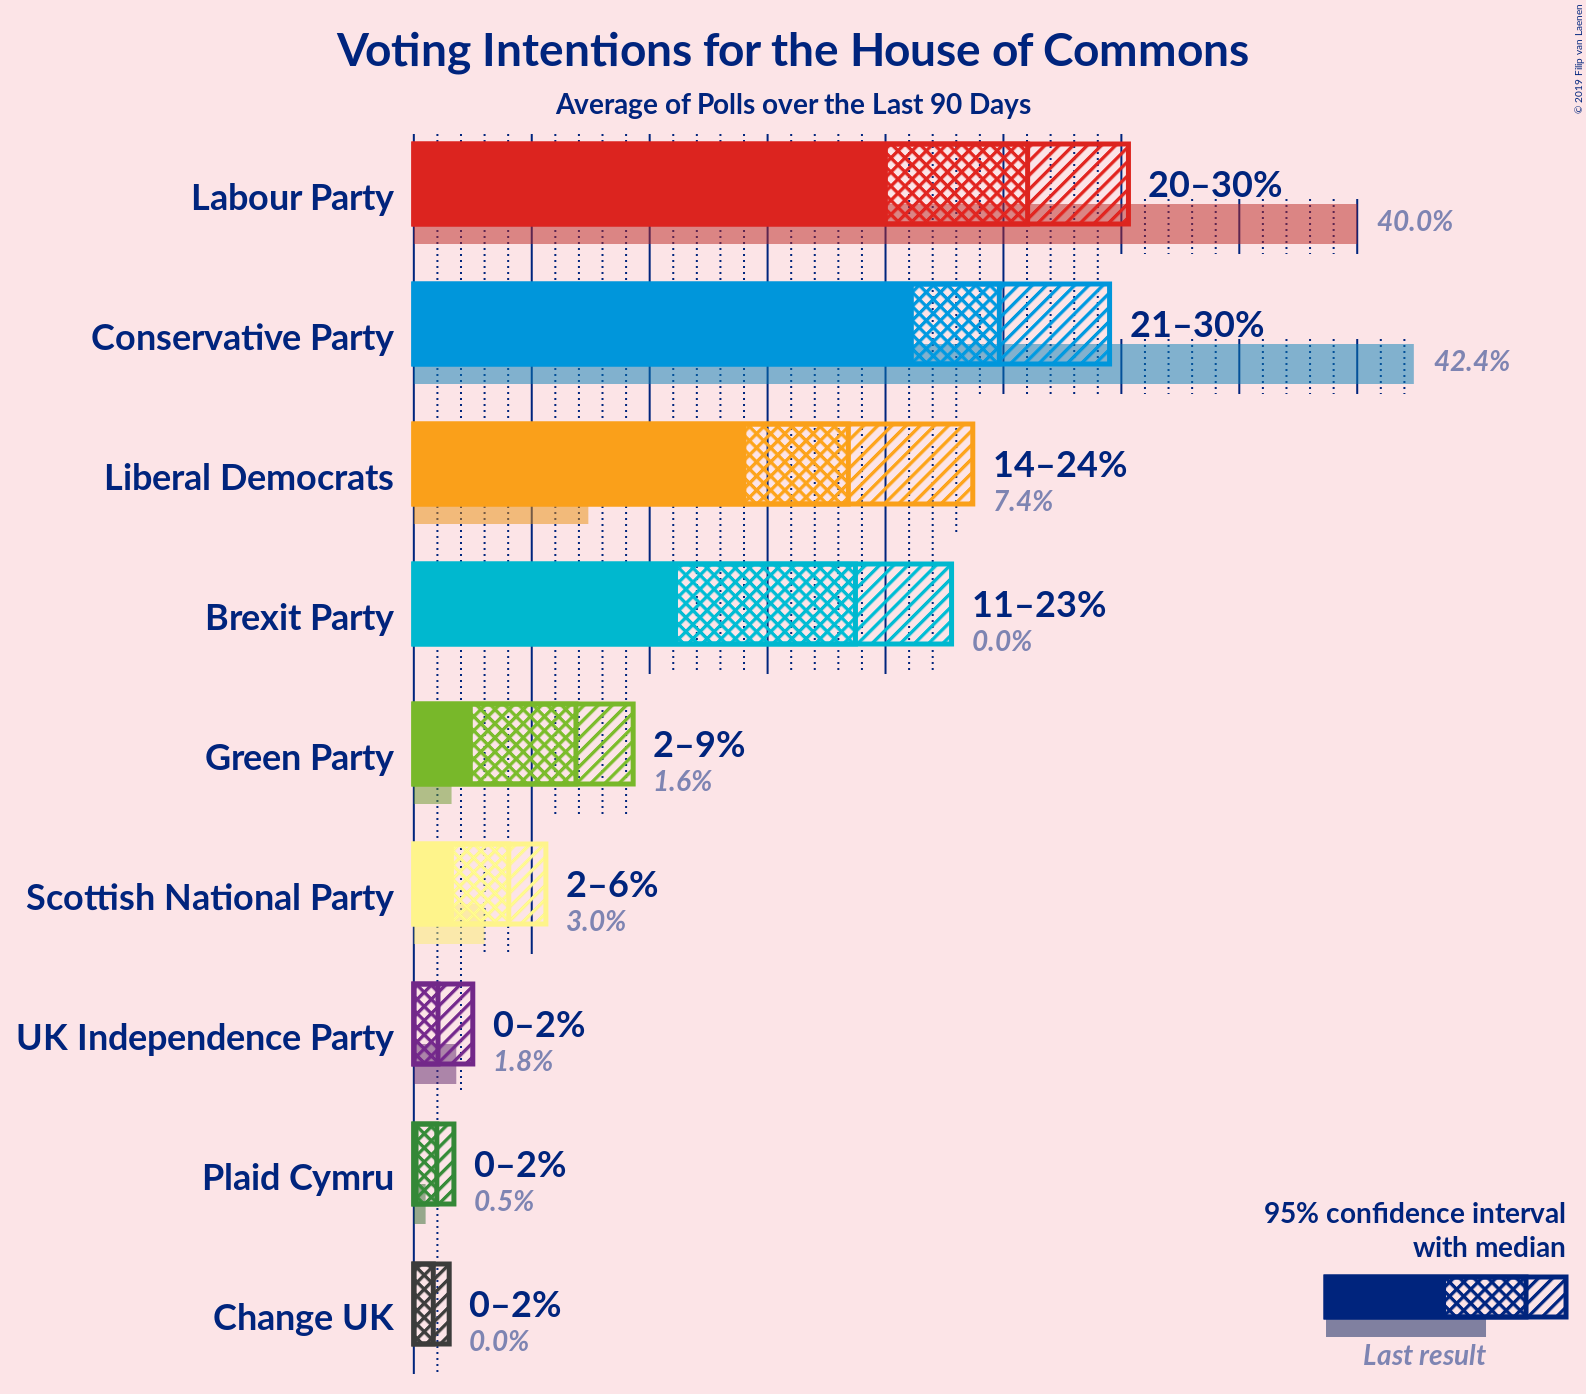 Voting Intentions for the House of Commons
Average of Polls over the Last 90 Days
© 2019 Filip van Laenen
Labour Party
20–30%
40.0%
Conservative Party
21–30%
42.4%
Liberal Democrats
14–24%
7.4%
Brexit Party
11–23%
0.0%
Green Party
2–9%
1.6%
Scottish National Party
2–6%
3.0%
UK Independence Party
0–2%
1.8%
Plaid Cymru
0–2%
0.5%
Change UK
0–2%
0.0%
95% confidence interval
with median
Last result